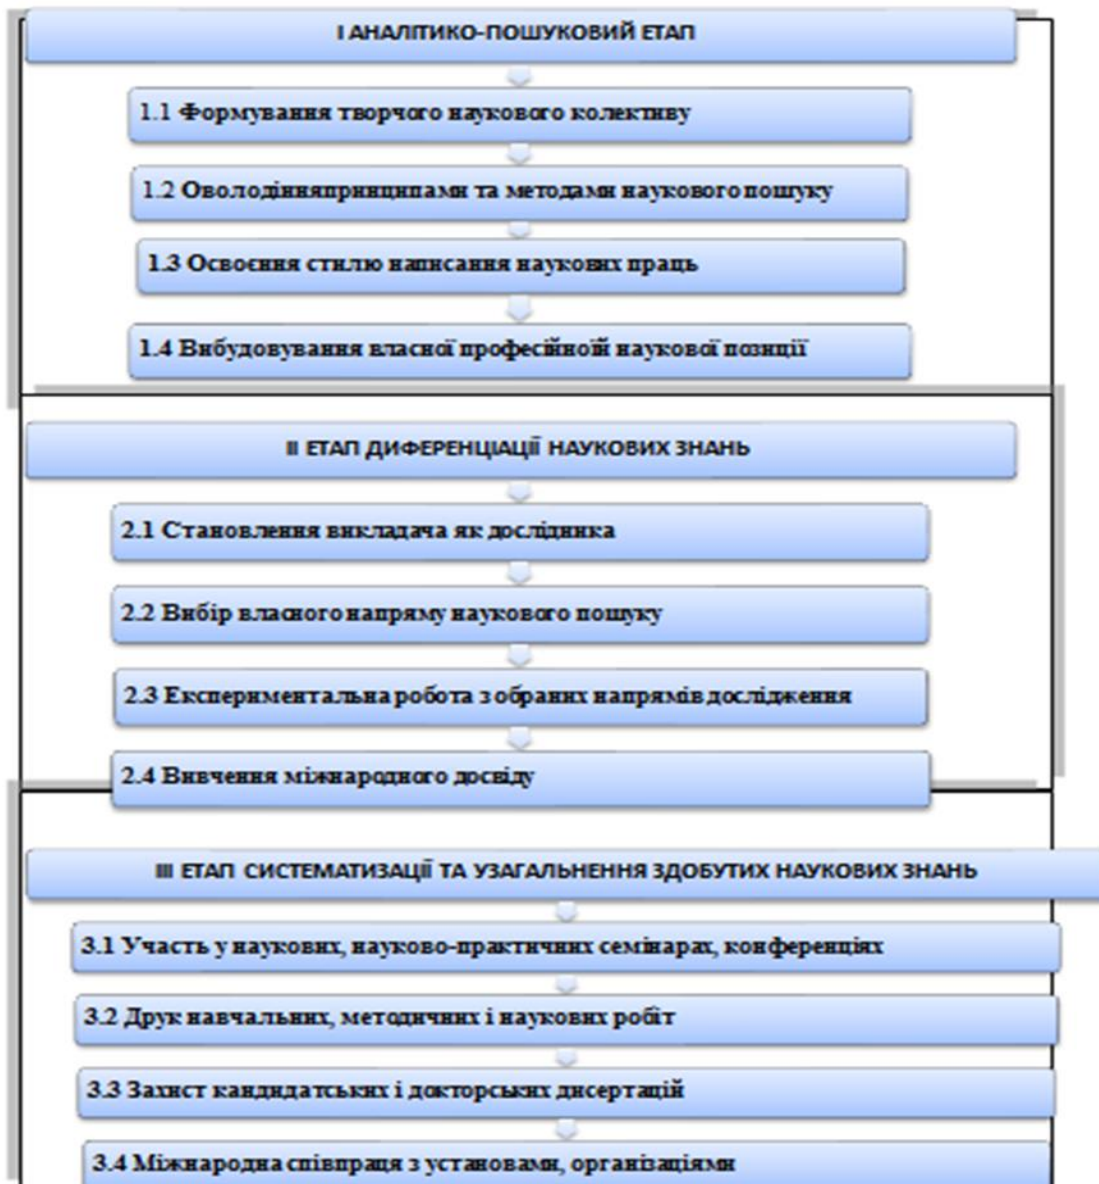 І АНАЛІТИКО-ПОШУКОВИЙ ЕТАП
1.1 Формування творчого наукового колективу
1.2 Оволодінняпринципами та методами наукового пошуку
1.3 Освоєння стилю написання наукових праць
1.4 Вибудовування власної професійноїй наукової позиції
ІІ ЕТАП ДИФЕРЕНЦІАЦІЇ НАУКОВИХ ЗНАНЬ
2.1 Становлення викладача як дослідника
2.2 Вибір власного напряму наукового пошуку
2.3 Експериментальна робота з обраних напрямів дослідження
2.4 Вивчення міжнародного досвіду
ІІІ ЕТАП СИСТЕМАТИЗАЦІЇ ТА УЗАГАЛЬНЕННЯ ЗДОБУТИХ НАУКОВИХ ЗНАНЬ
3.1 Участь у наукових, науково-практичних семінарах, конференціях
3.2 Друк навчальних, методичних і наукових робіт
3.3 Захист кандидатських і докторських дисертацій
3.4 Міжнародна співпраця з установами, організаціями